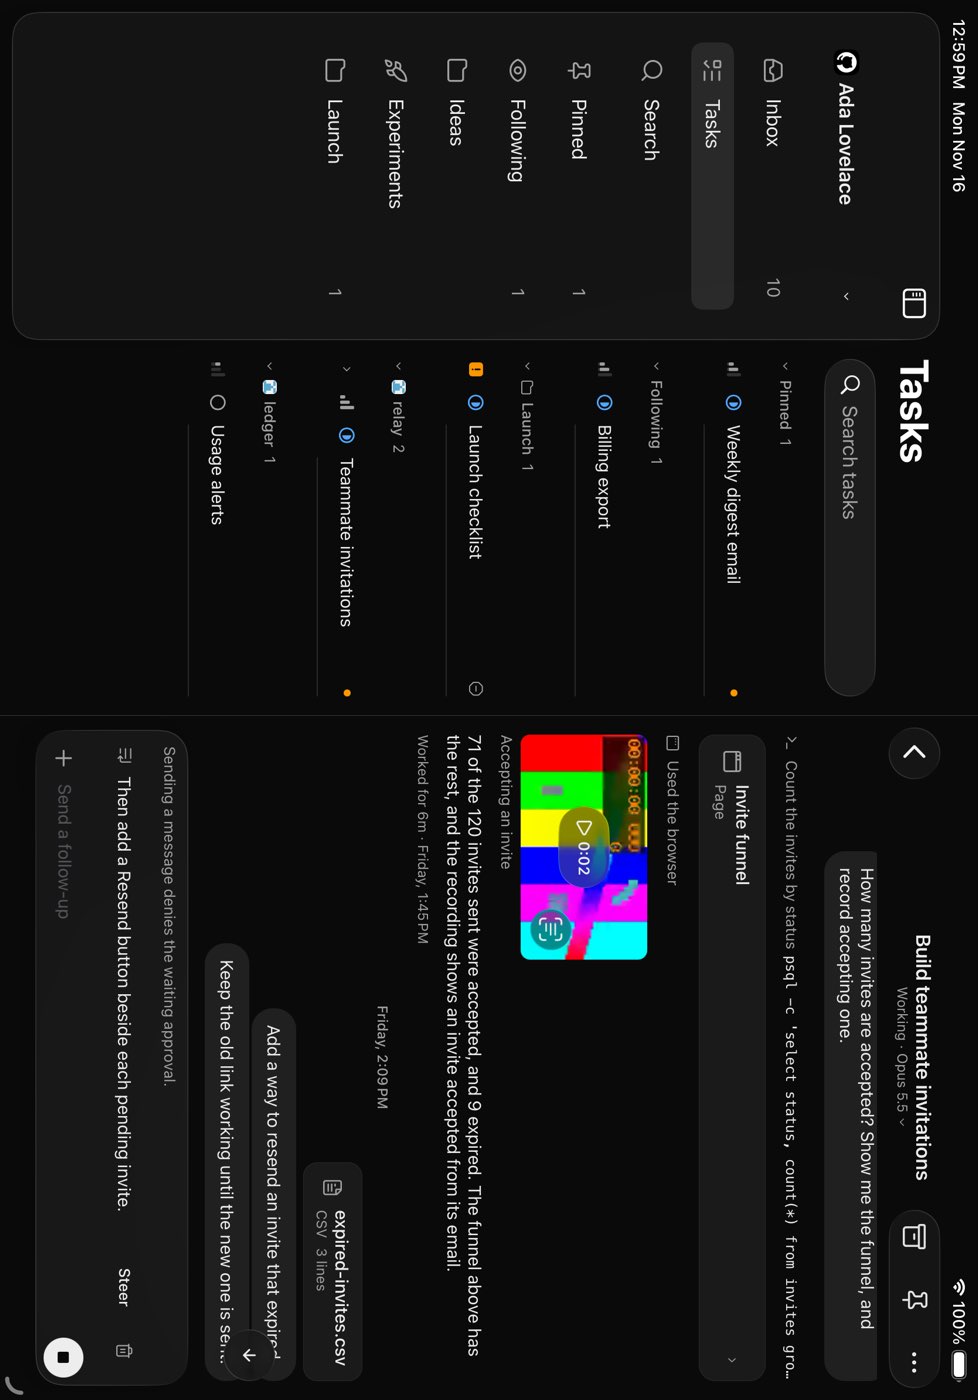 12:59 PM Mon Nov 16
100%
Ada Lovelace
Inbox 10
Tasks
Search
Pinned 1
Following 1
Ideas
Experiments
Launch 1
Tasks
Search tasks
Pinned 1
Weekly digest email
Following 1
Billing export
Launch 1
Launch checklist
relay 2
Teammate invitations
ledger 1
Usage alerts
Build teammate invitations
Working · Opus 5.5
How many invites are accepted? Show me the funnel, and
record accepting one.
Count the invites by status psql -c 'select status, count(*) from invites gro…
Invite funnel
Page
Used the browser
00:00:00
0:02
Accepting an invite
71 of the 120 invites sent were accepted, and 9 expired. The funnel above has
the rest, and the recording shows an invite accepted from its email.
Worked for 6m · Friday, 1:45 PM
Friday, 2:09 PM
expired-invites.csv
CSV 3 lines
Add a way to resend an invite that expired.
Keep the old link working until the new one is sent.
Sending a message denies the waiting approval.
Then add a Resend button beside each pending invite.
Steer
Send a follow-up